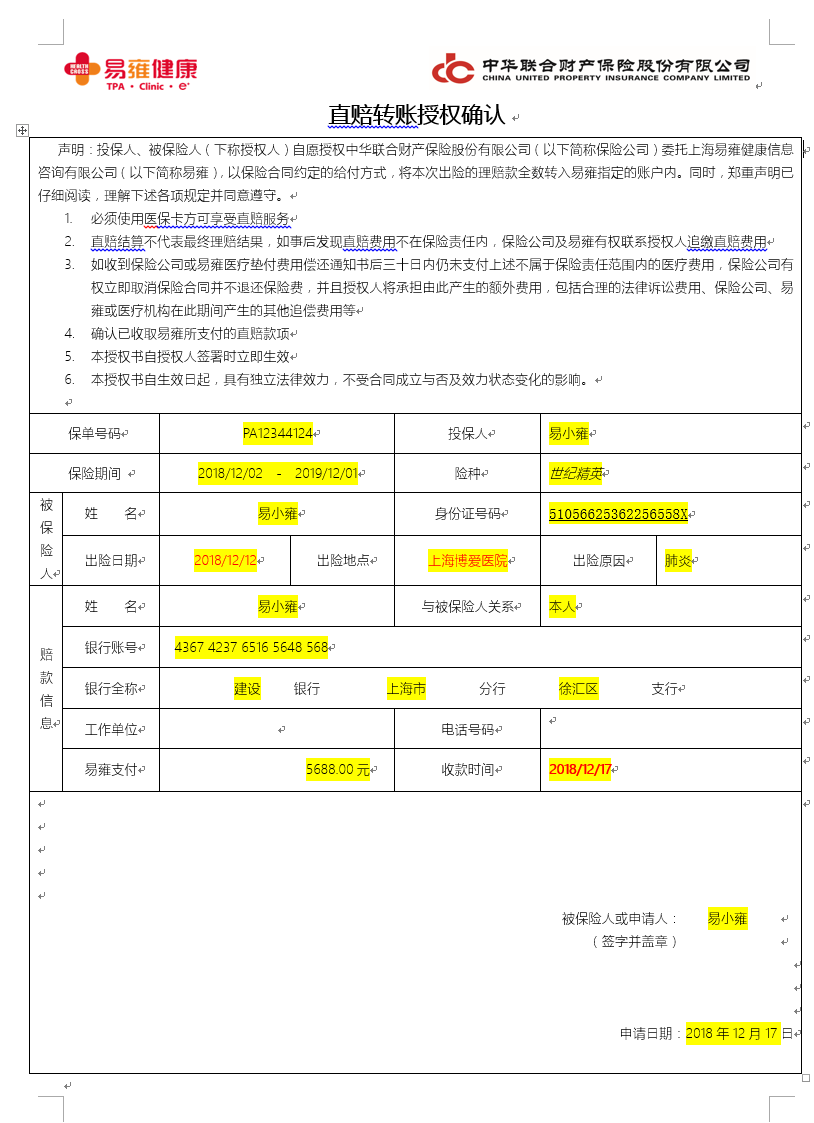 HEALTH CROSS 易雍健康
TPA · Clinic · e⁺
中华联合财产保险股份有限公司
CHINA UNITED PROPERTY INSURANCE COMPANY LIMITED
直赔转账授权确认
声明：投保人、被保险人（下称授权人）自愿授权中华联合财产保险股份有限公司（以下简称保险公司）委托上海易雍健康信息
咨询有限公司（以下简称易雍），以保险合同约定的给付方式，将本次出险的理赔款全数转入易雍指定的账户内。同时，郑重声明已
仔细阅读，理解下述各项规定并同意遵守。
1. 必须使用医保卡方可享受直赔服务
2. 直赔结算不代表最终理赔结果，如事后发现直赔费用不在保险责任内，保险公司及易雍有权联系授权人追缴直赔费用
3. 如收到保险公司或易雍医疗垫付费用偿还通知书后三十日内仍未支付上述不属于保险责任范围内的医疗费用，保险公司有
权立即取消保险合同并不退还保险费，并且授权人将承担由此产生的额外费用，包括合理的法律诉讼费用、保险公司、易
雍或医疗机构在此期间产生的其他追偿费用等
4. 确认已收取易雍所支付的直赔款项
5. 本授权书自授权人签署时立即生效
6. 本授权书自生效日起，具有独立法律效力，不受合同成立与否及效力状态变化的影响。
保单号码 PA12344124 投保人 易小雍
保险期间 2018/12/02 - 2019/12/01 险种 世纪精英
被保险人
姓 名 易小雍 身份证号码 51056625362256558X
出险日期 2018/12/12 出险地点 上海博爱医院 出险原因 肺炎
赔款信息
姓 名 易小雍 与被保险人关系 本人
银行账号 4367 4237 6516 5648 568
银行全称 建设 银行 上海市 分行 徐汇区 支行
工作单位 电话号码
易雍支付 5688.00 元 收款时间 2018/12/17
被保险人或申请人： 易小雍
（签字并盖章）
申请日期：2018 年 12 月 17 日